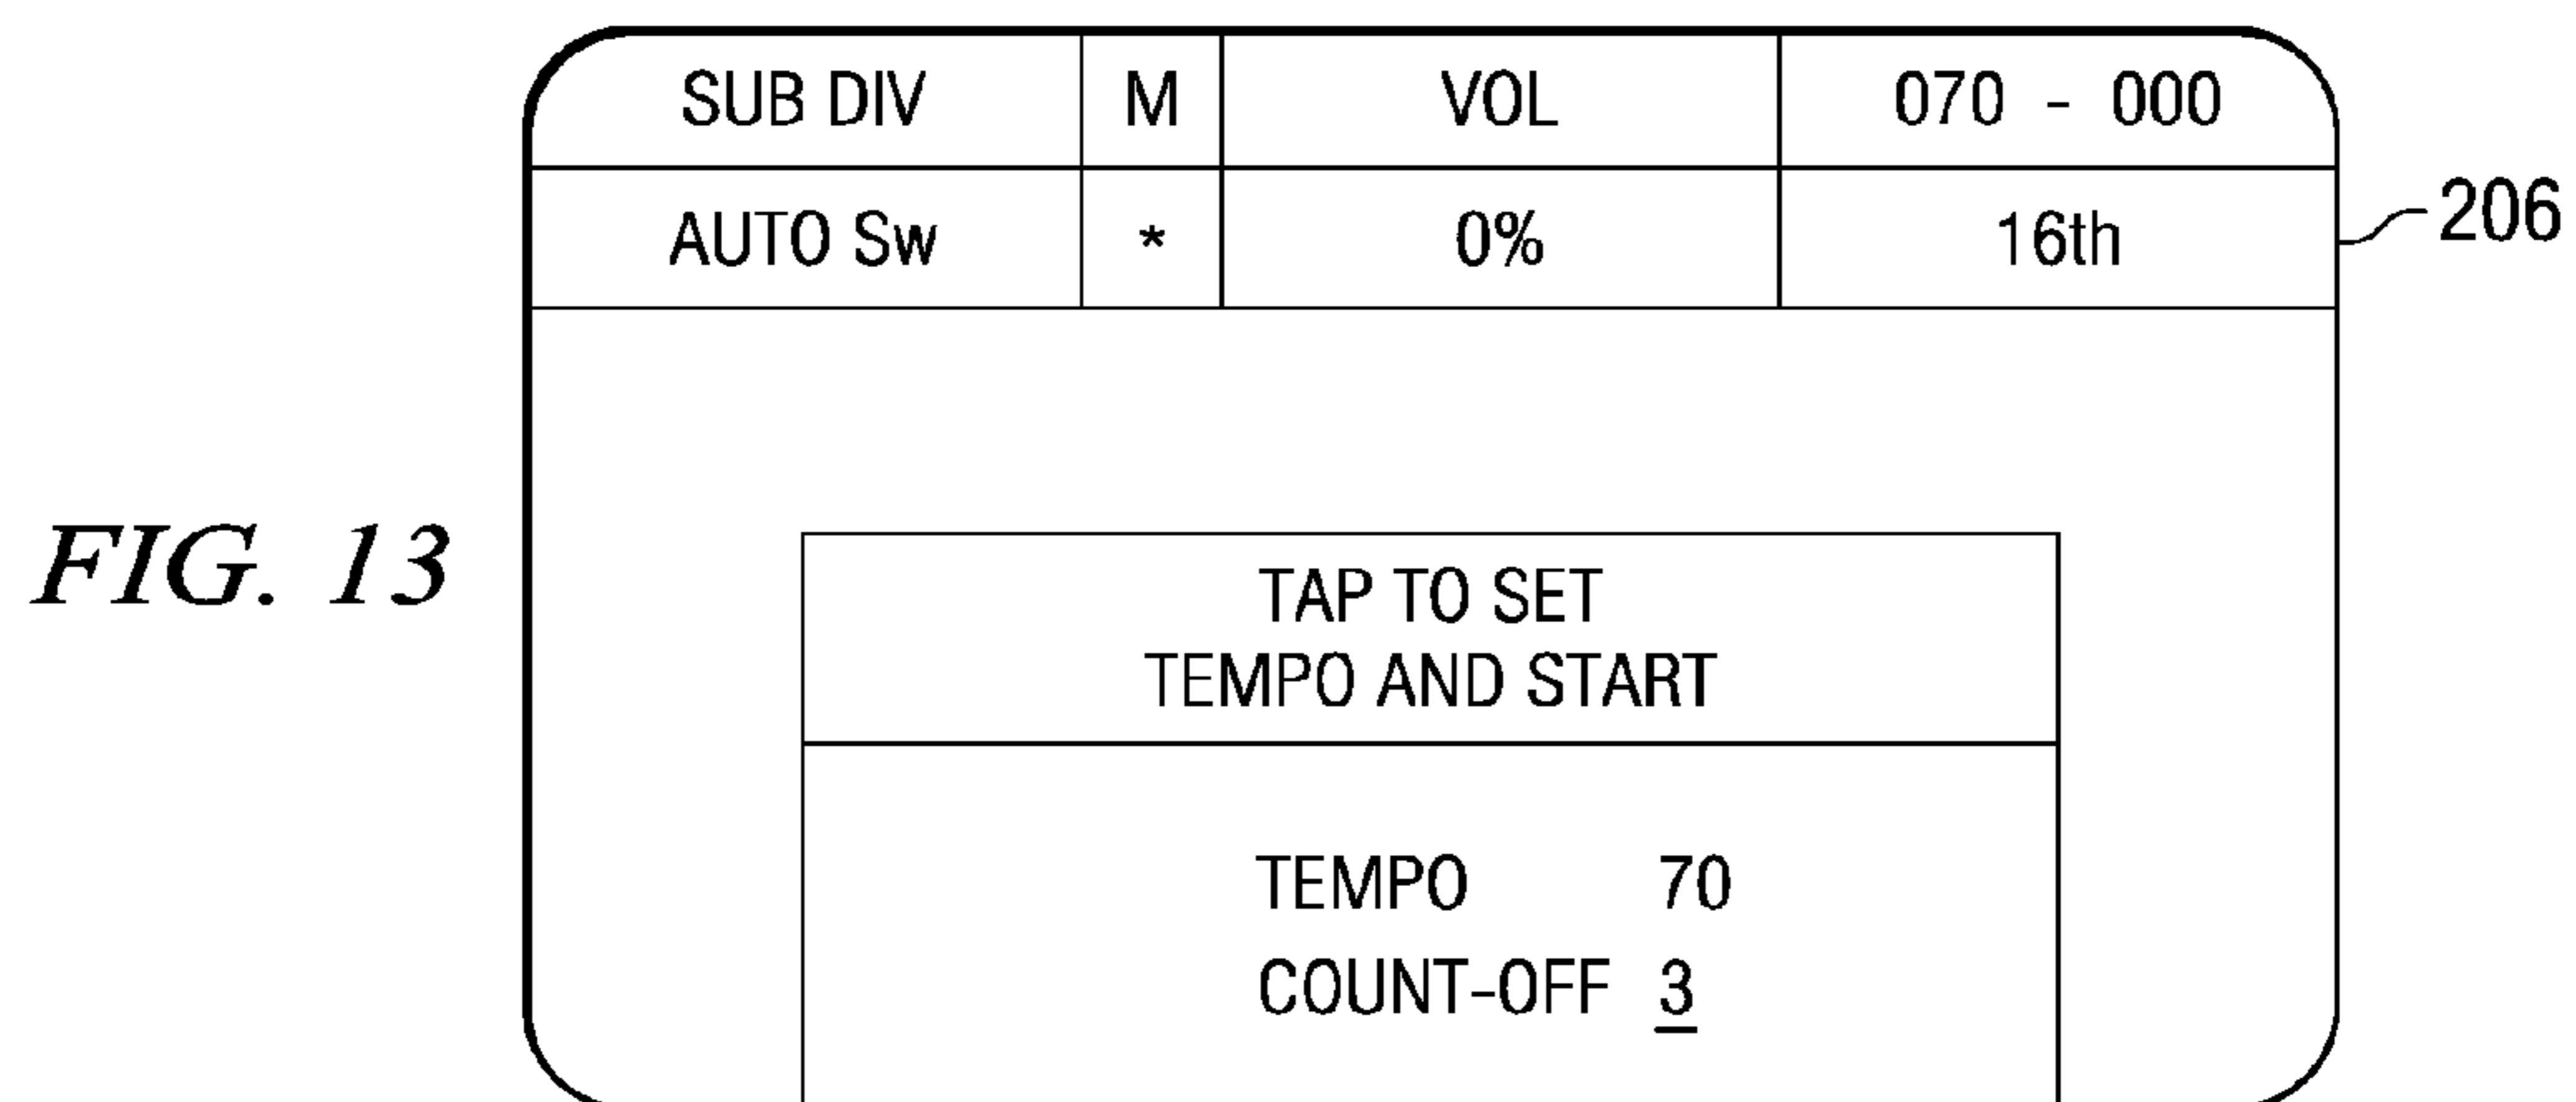 SUB DIV M VOL 070 - 000
AUTO Sw * 0% 16th
206
FIG. 13
TAP TO SET
TEMPO AND START
TEMPO 70
COUNT-OFF 3